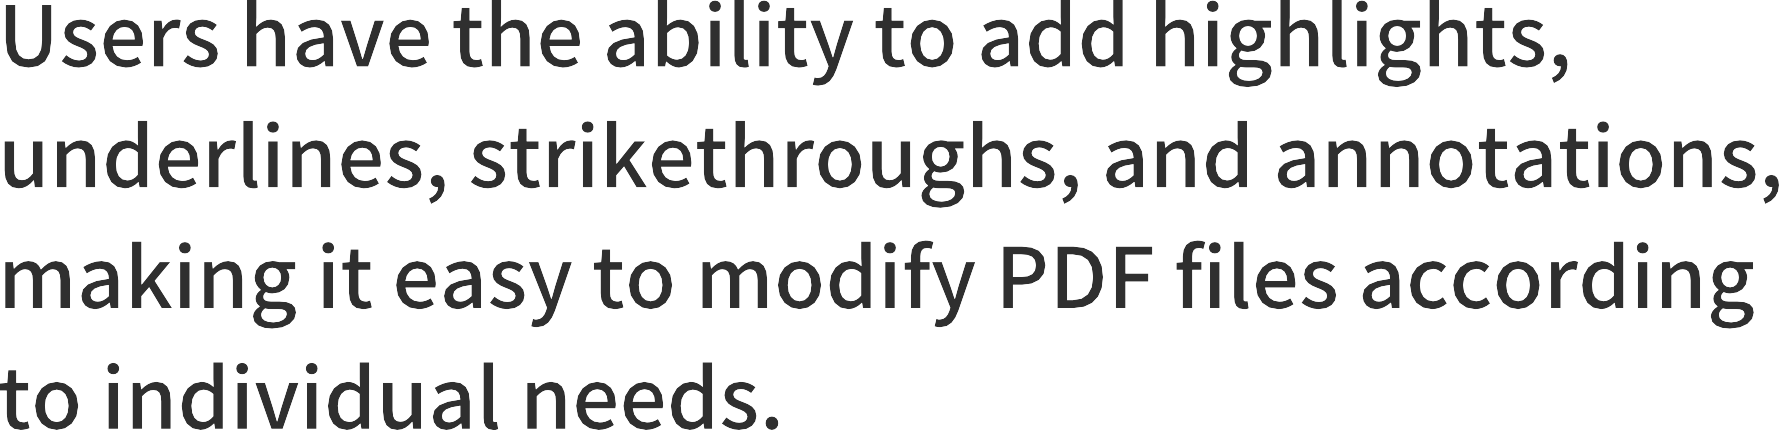 Users have the ability to add highlights,
underlines, strikethroughs, and annotations,
making it easy to modify PDF files according
to individual needs.